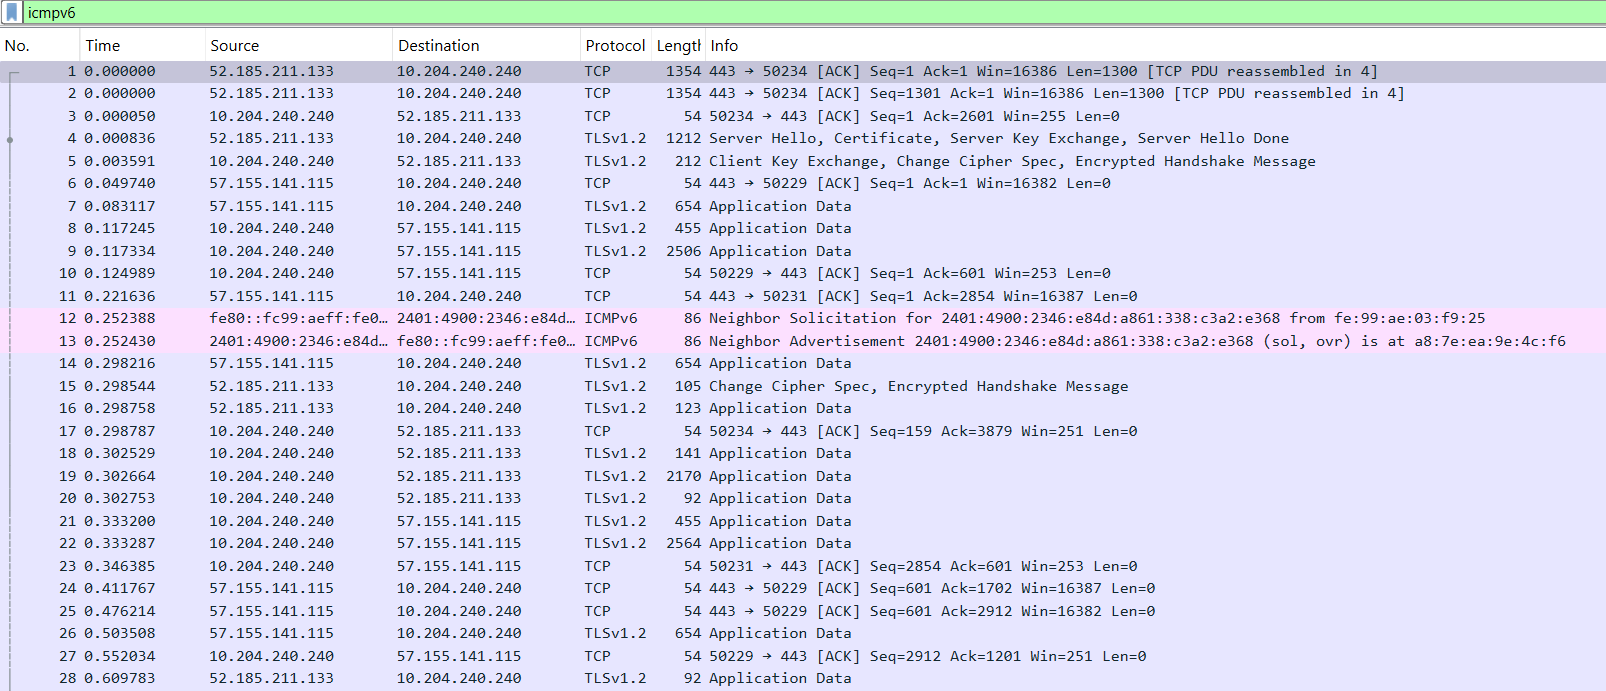 icmpv6
No. Time Source Destination Protocol Length Info
1 0.000000 52.185.211.133 10.204.240.240 TCP 1354 443 → 50234 [ACK] Seq=1 Ack=1 Win=16386 Len=1300 [TCP PDU reassembled in 4]
2 0.000000 52.185.211.133 10.204.240.240 TCP 1354 443 → 50234 [ACK] Seq=1301 Ack=1 Win=16386 Len=1300 [TCP PDU reassembled in 4]
3 0.000050 10.204.240.240 52.185.211.133 TCP 54 50234 → 443 [ACK] Seq=1 Ack=2601 Win=255 Len=0
4 0.000836 52.185.211.133 10.204.240.240 TLSv1.2 1212 Server Hello, Certificate, Server Key Exchange, Server Hello Done
5 0.003591 10.204.240.240 52.185.211.133 TLSv1.2 212 Client Key Exchange, Change Cipher Spec, Encrypted Handshake Message
6 0.049740 57.155.141.115 10.204.240.240 TCP 54 443 → 50229 [ACK] Seq=1 Ack=1 Win=16382 Len=0
7 0.083117 57.155.141.115 10.204.240.240 TLSv1.2 654 Application Data
8 0.117245 10.204.240.240 57.155.141.115 TLSv1.2 455 Application Data
9 0.117334 10.204.240.240 57.155.141.115 TLSv1.2 2506 Application Data
10 0.124989 10.204.240.240 57.155.141.115 TCP 54 50229 → 443 [ACK] Seq=1 Ack=601 Win=253 Len=0
11 0.221636 57.155.141.115 10.204.240.240 TCP 54 443 → 50231 [ACK] Seq=1 Ack=2854 Win=16387 Len=0
12 0.252388 fe80::fc99:aeff:fe0… 2401:4900:2346:e84d… ICMPv6 86 Neighbor Solicitation for 2401:4900:2346:e84d:a861:338:c3a2:e368 from fe:99:ae:03:f9:25
13 0.252430 2401:4900:2346:e84d… fe80::fc99:aeff:fe0… ICMPv6 86 Neighbor Advertisement 2401:4900:2346:e84d:a861:338:c3a2:e368 (sol, ovr) is at a8:7e:ea:9e:4c:f6
14 0.298216 57.155.141.115 10.204.240.240 TLSv1.2 654 Application Data
15 0.298544 52.185.211.133 10.204.240.240 TLSv1.2 105 Change Cipher Spec, Encrypted Handshake Message
16 0.298758 52.185.211.133 10.204.240.240 TLSv1.2 123 Application Data
17 0.298787 10.204.240.240 52.185.211.133 TCP 54 50234 → 443 [ACK] Seq=159 Ack=3879 Win=251 Len=0
18 0.302529 10.204.240.240 52.185.211.133 TLSv1.2 141 Application Data
19 0.302664 10.204.240.240 52.185.211.133 TLSv1.2 2170 Application Data
20 0.302753 10.204.240.240 52.185.211.133 TLSv1.2 92 Application Data
21 0.333200 10.204.240.240 57.155.141.115 TLSv1.2 455 Application Data
22 0.333287 10.204.240.240 57.155.141.115 TLSv1.2 2564 Application Data
23 0.346385 10.204.240.240 57.155.141.115 TCP 54 50231 → 443 [ACK] Seq=2854 Ack=601 Win=253 Len=0
24 0.411767 57.155.141.115 10.204.240.240 TCP 54 443 → 50229 [ACK] Seq=601 Ack=1702 Win=16387 Len=0
25 0.476214 57.155.141.115 10.204.240.240 TCP 54 443 → 50229 [ACK] Seq=601 Ack=2912 Win=16382 Len=0
26 0.503508 57.155.141.115 10.204.240.240 TLSv1.2 654 Application Data
27 0.552034 10.204.240.240 57.155.141.115 TCP 54 50229 → 443 [ACK] Seq=2912 Ack=1201 Win=251 Len=0
28 0.609783 52.185.211.133 10.204.240.240 TLSv1.2 92 Application Data